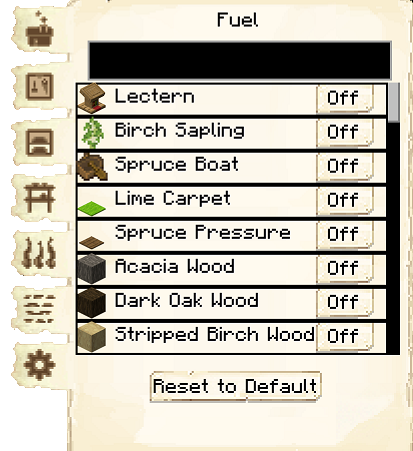 Fuel
Lectern Off
Birch Sapling Off
Spruce Boat Off
Lime Carpet Off
Spruce Pressure Off
Acacia Wood Off
Dark Oak Wood Off
Stripped Birch Wood Off
Reset to Default